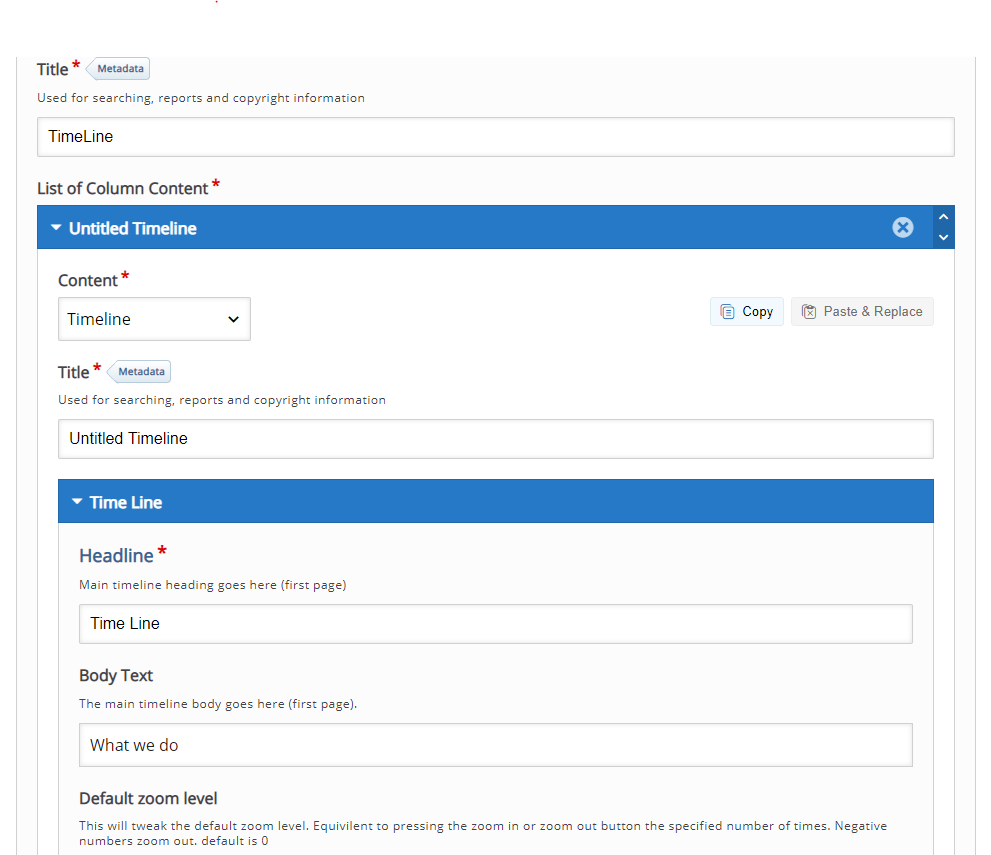 Title * Metadata
Used for searching, reports and copyright information
TimeLine
List of Column Content *
Untitled Timeline
Content *
Timeline
Copy
Paste & Replace
Title * Metadata
Used for searching, reports and copyright information
Untitled Timeline
Time Line
Headline *
Main timeline heading goes here (first page)
Time Line
Body Text
The main timeline body goes here (first page).
What we do
Default zoom level
This will tweak the default zoom level. Equivilent to pressing the zoom in or zoom out button the specified number of times. Negative
numbers zoom out. default is 0